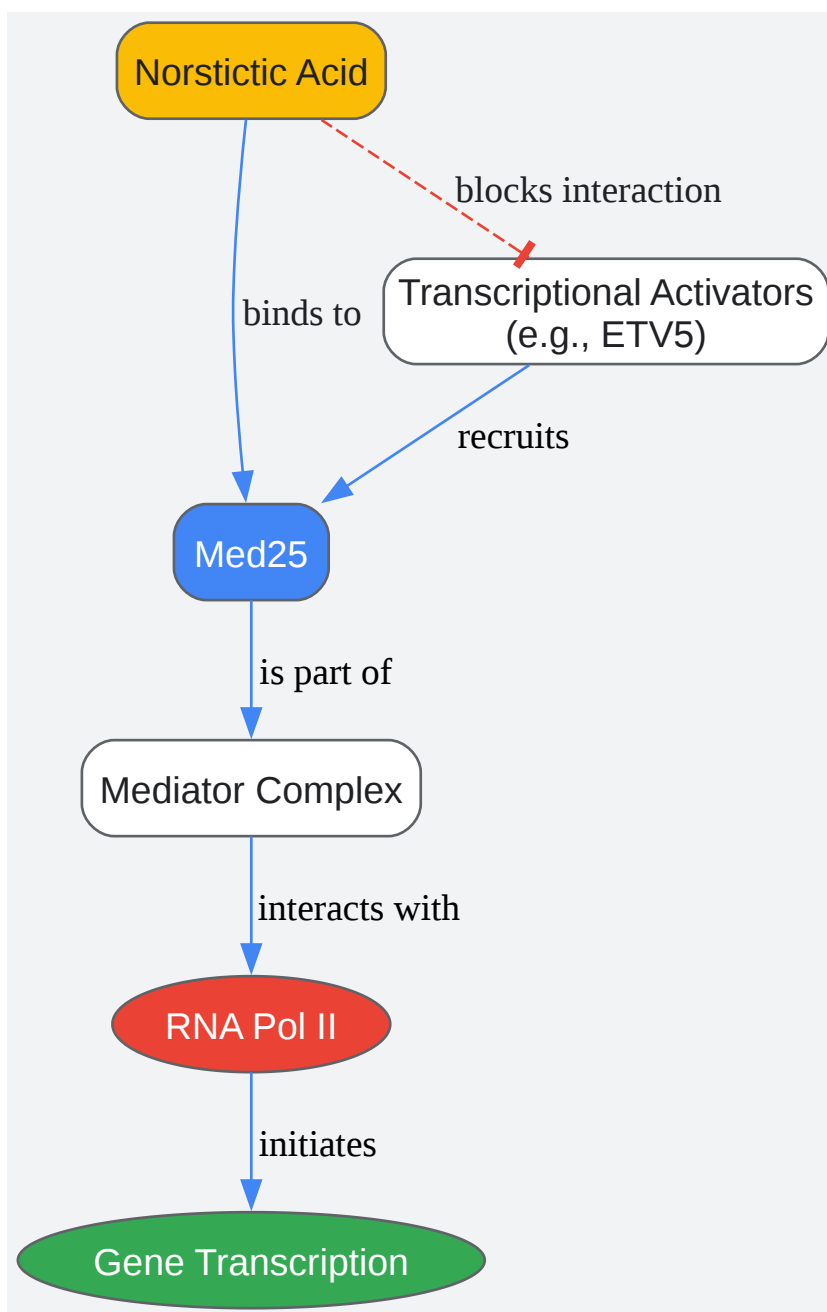 Norstictic Acid
blocks interaction
Transcriptional Activators
(e.g., ETV5)
binds to
recruits
Med25
is part of
Mediator Complex
interacts with
RNA Pol II
initiates
Gene Transcription